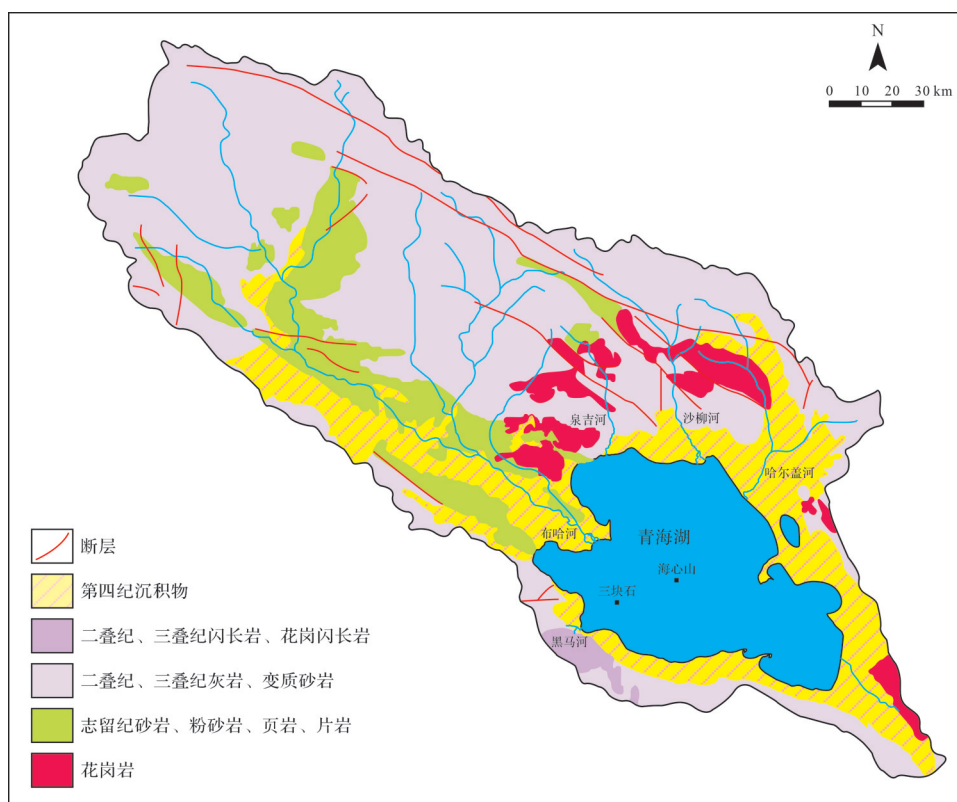 N
0 10 20 30 km
泉吉河
沙柳河
哈尔盖河
布哈河
青海湖
海心山
三块石
黑马河
断层
第四纪沉积物
二叠纪、三叠纪闪长岩、花岗闪长岩
二叠纪、三叠纪灰岩、变质砂岩
志留纪砂岩、粉砂岩、页岩、片岩
花岗岩